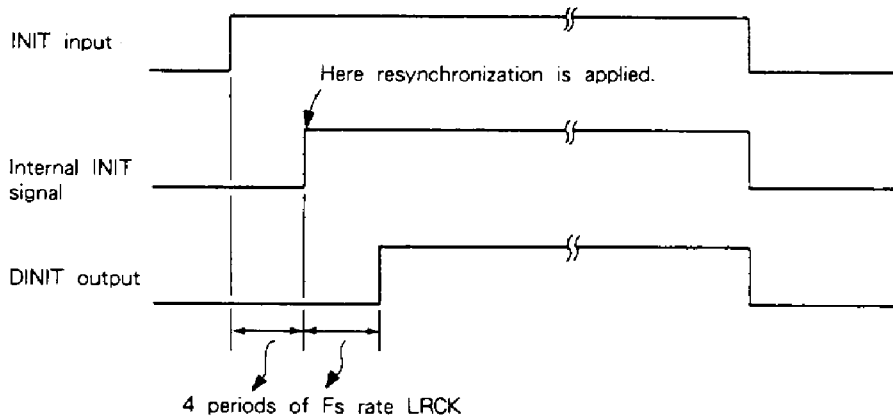 INIT input
Here resynchronization is applied.
Internal INIT
signal
DINIT output
4 periods of Fs rate LRCK